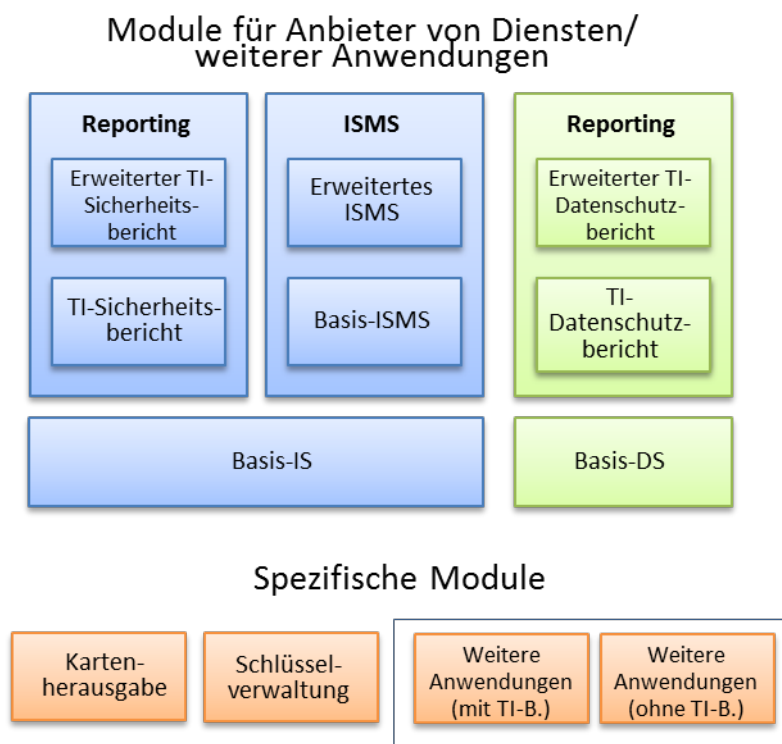 Module für Anbieter von Diensten/
weiterer Anwendungen
Reporting
Erweiterter TI-
Sicherheits-
bericht
TI-Sicherheits-
bericht
ISMS
Erweitertes
ISMS
Basis-ISMS
Reporting
Erweiterter TI-
Datenschutz-
bericht
TI-
Datenschutz-
bericht
Basis-IS
Basis-DS
Spezifische Module
Karten-
herausgabe
Schlüssel-
verwaltung
Weitere
Anwendungen
(mit TI-B.)
Weitere
Anwendungen
(ohne TI-B.)